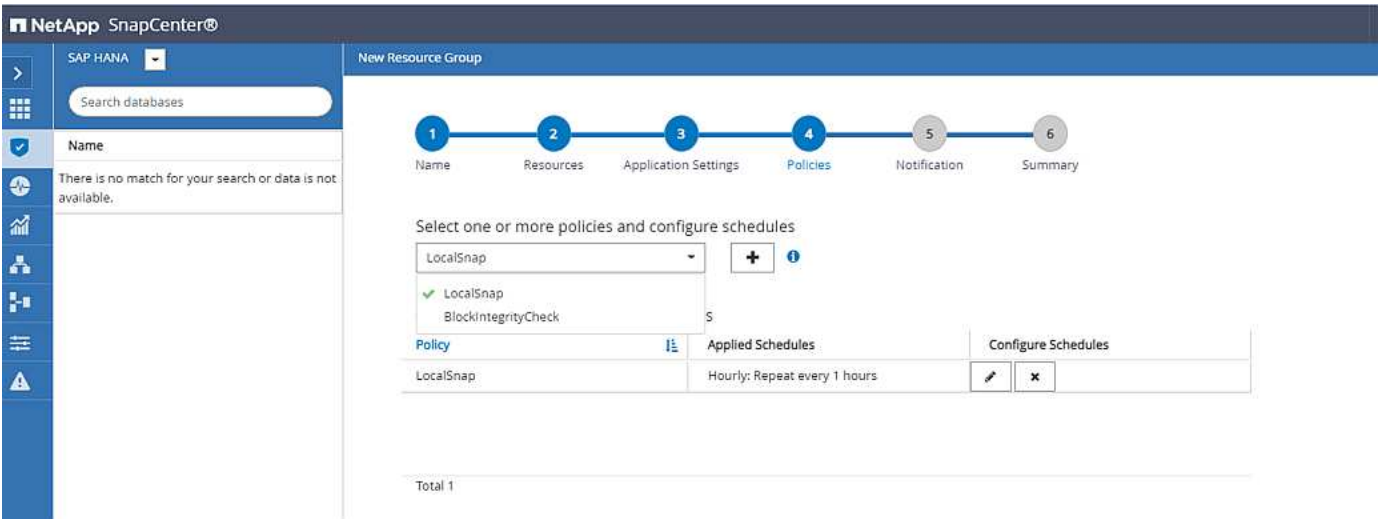 NetApp SnapCenter®
SAP HANA
Search databases
Name
There is no match for your search or data is not
available.
New Resource Group
1 2 3 4 5 6
Name Resources Application Settings Policies Notification Summary
Select one or more policies and configure schedules
LocalSnap
LocalSnap
BlockIntegrityCheck
s
Policy Applied Schedules Configure Schedules
LocalSnap Hourly: Repeat every 1 hours
Total 1